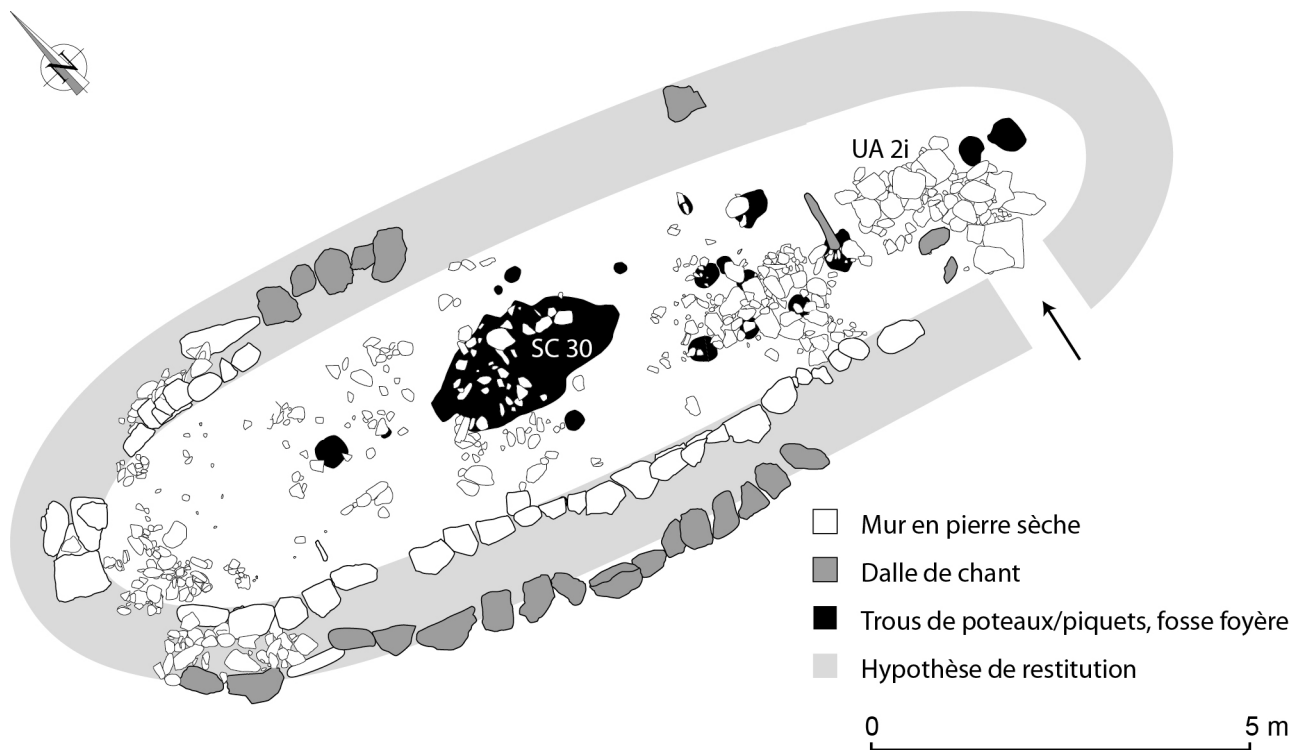 N
UA 2i
SC 30
Mur en pierre sèche
Dalle de chant
Trous de poteaux/piquets, fosse foyère
Hypothèse de restitution
0 5 m